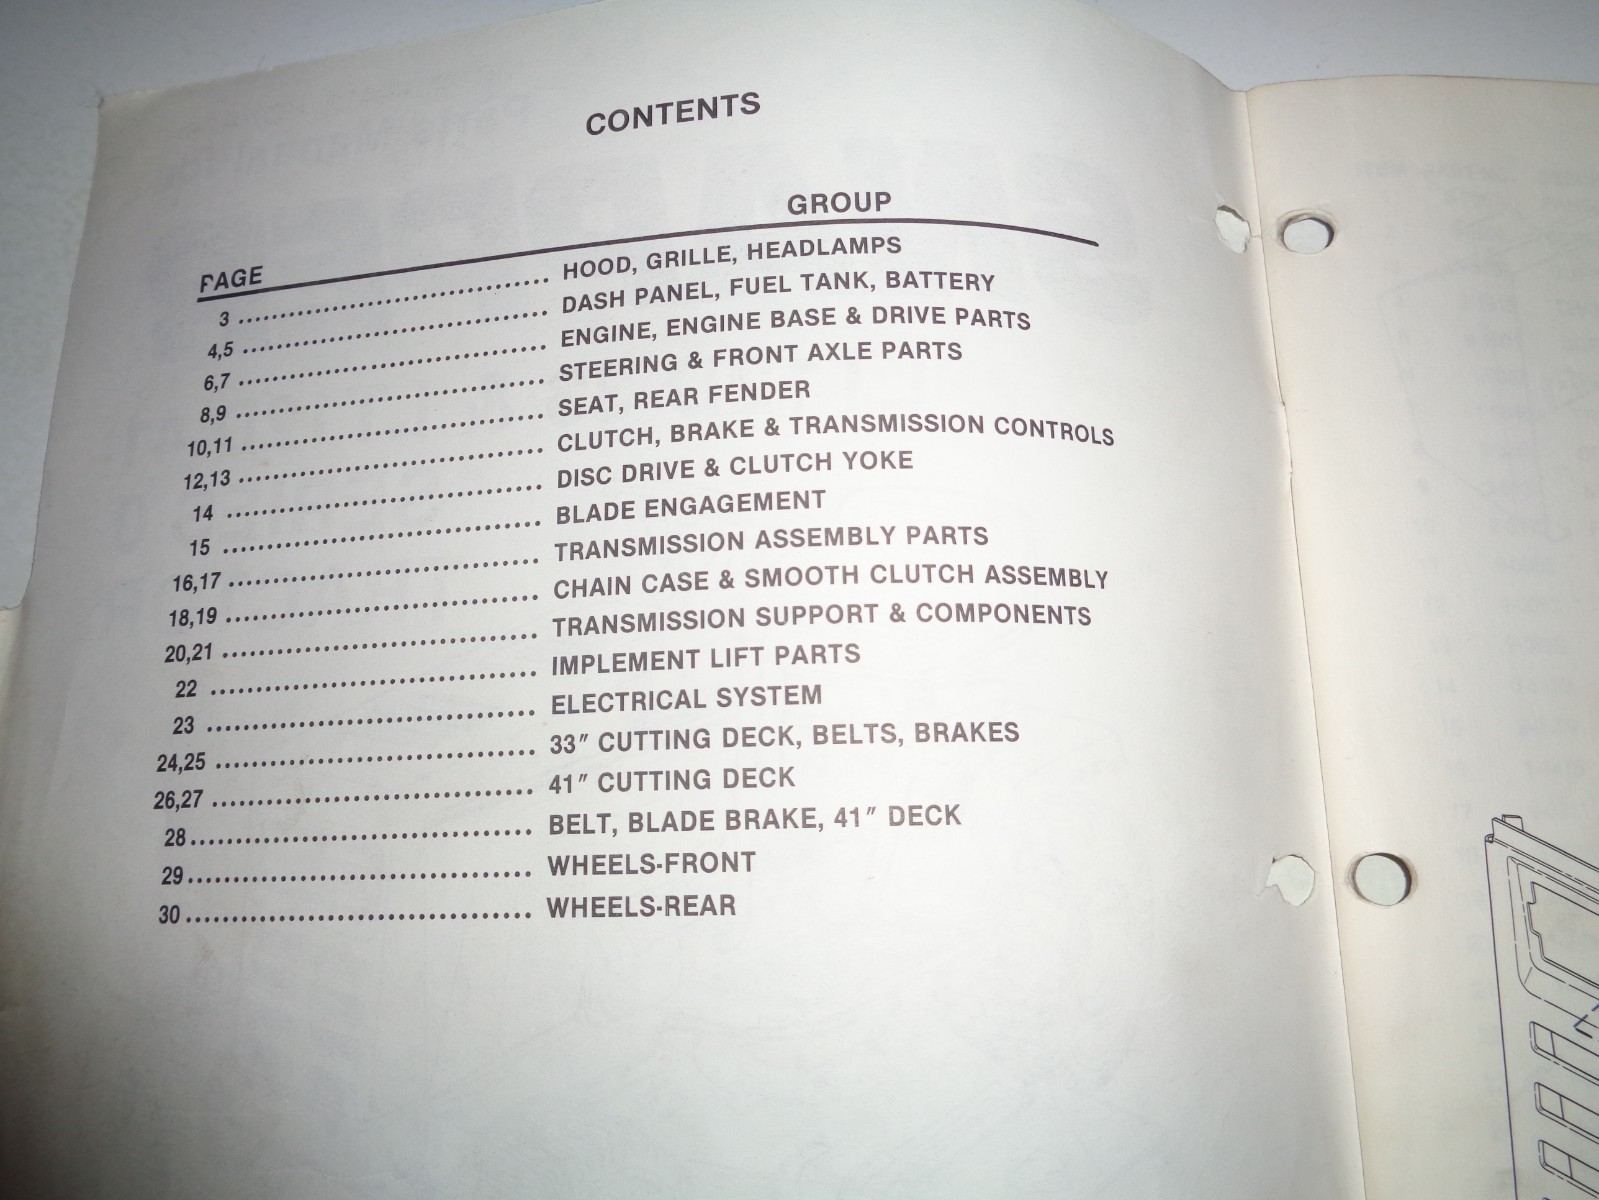 CONTENTS
PAGE GROUP
3 ........................................ HOOD, GRILLE, HEADLAMPS
4,5 ........................................ DASH PANEL, FUEL TANK, BATTERY
6,7 ........................................ ENGINE, ENGINE BASE & DRIVE PARTS
8,9 ........................................ STEERING & FRONT AXLE PARTS
10,11 ........................................ SEAT, REAR FENDER
12,13 ........................................ CLUTCH, BRAKE & TRANSMISSION CONTROLS
14 ........................................ DISC DRIVE & CLUTCH YOKE
15 ........................................ BLADE ENGAGEMENT
16,17 ........................................ TRANSMISSION ASSEMBLY PARTS
18,19 ........................................ CHAIN CASE & SMOOTH CLUTCH ASSEMBLY
20,21 ........................................ TRANSMISSION SUPPORT & COMPONENTS
22 ........................................ IMPLEMENT LIFT PARTS
23 ........................................ ELECTRICAL SYSTEM
24,25 ........................................ 33" CUTTING DECK, BELTS, BRAKES
26,27 ........................................ 41" CUTTING DECK
28 ........................................ BELT, BLADE BRAKE, 41" DECK
29 ........................................ WHEELS-FRONT
30 ........................................ WHEELS-REAR